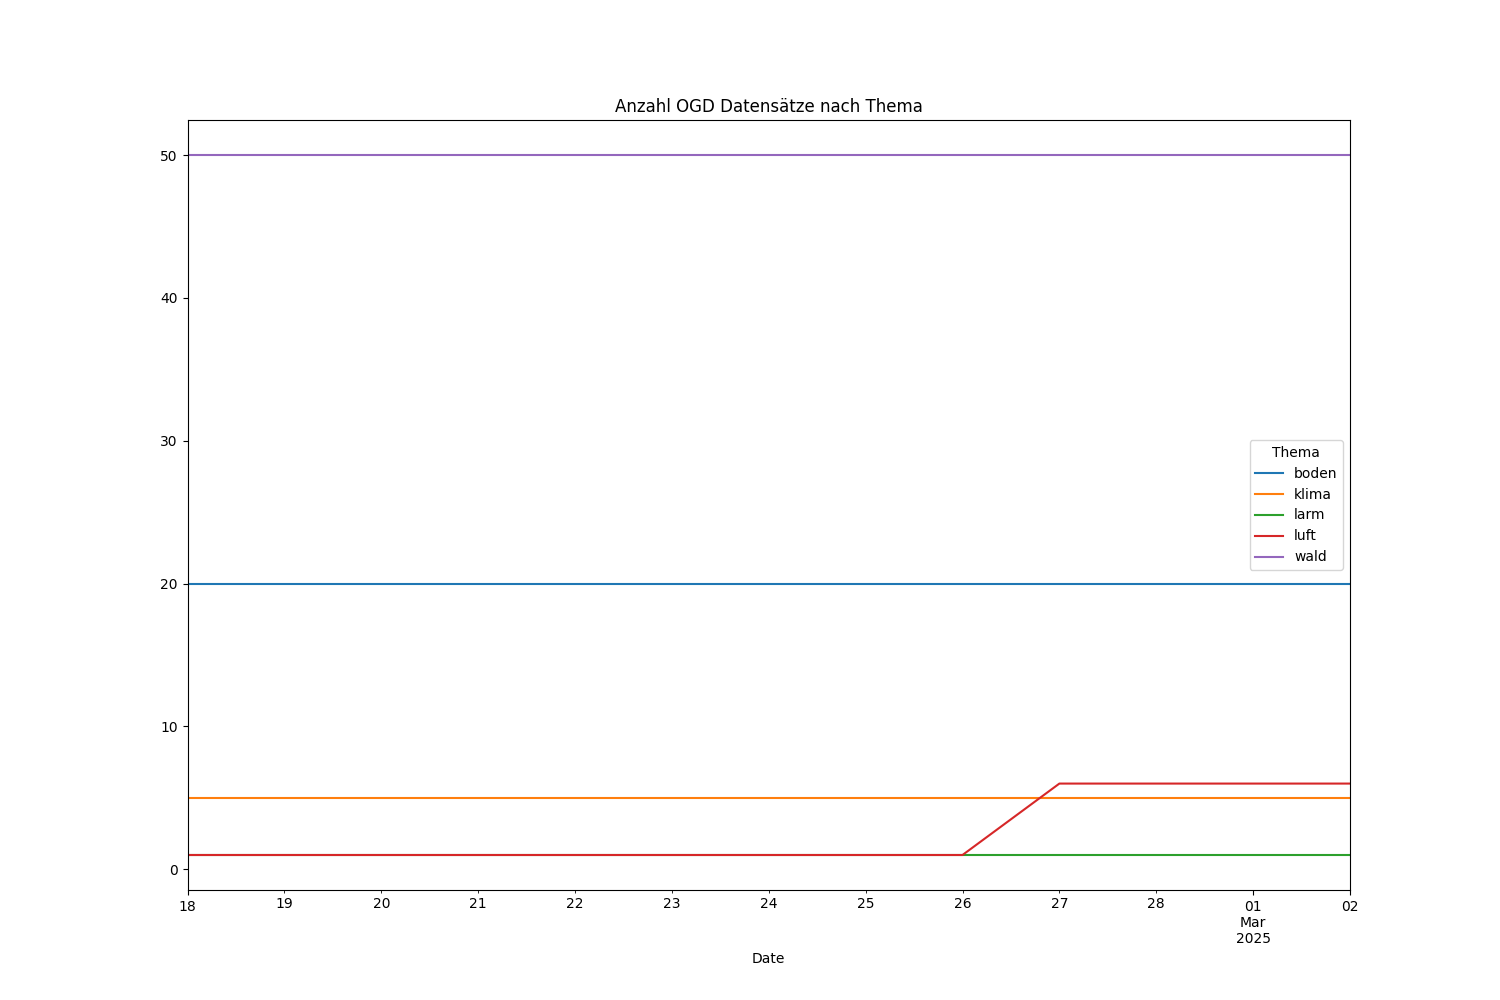 Anzahl OGD Datensätze nach Thema
50
40
30
20
10
0
Thema
boden
klima
larm
luft
wald
18 19 20 21 22 23 24 25 26 27 28 01 02
Mar
2025
Date